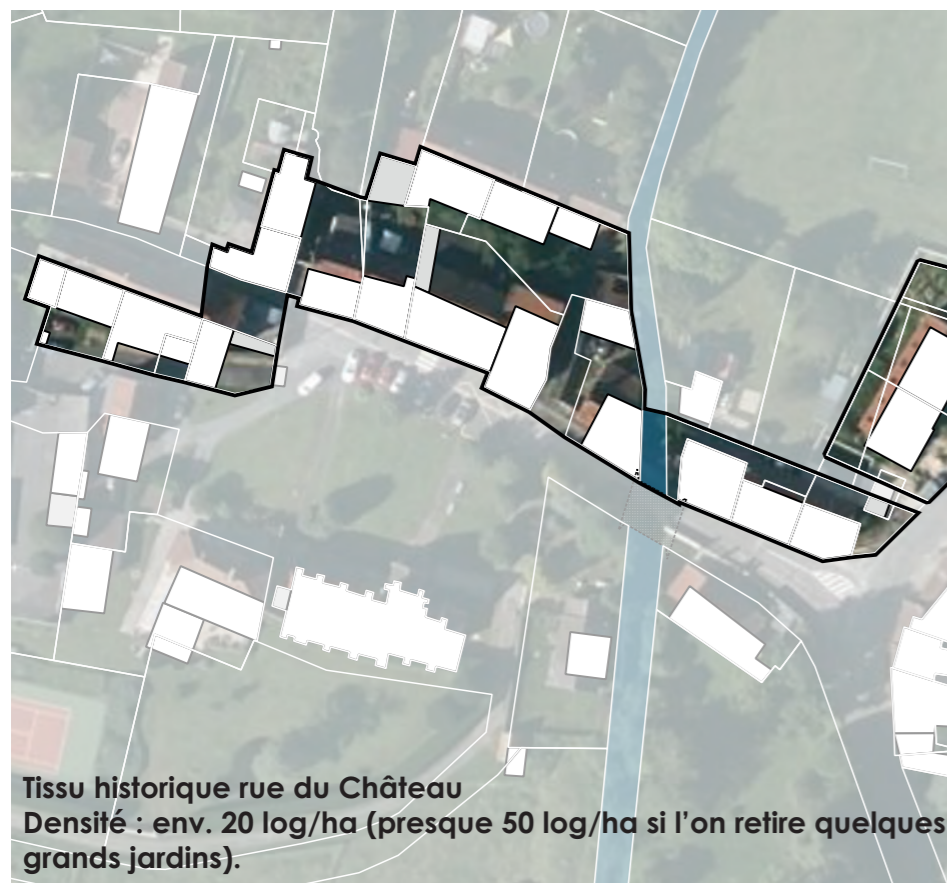 Tissu historique rue du Château
Densité : env. 20 log/ha (presque 50 log/ha si l’on retire quelques
grands jardins).